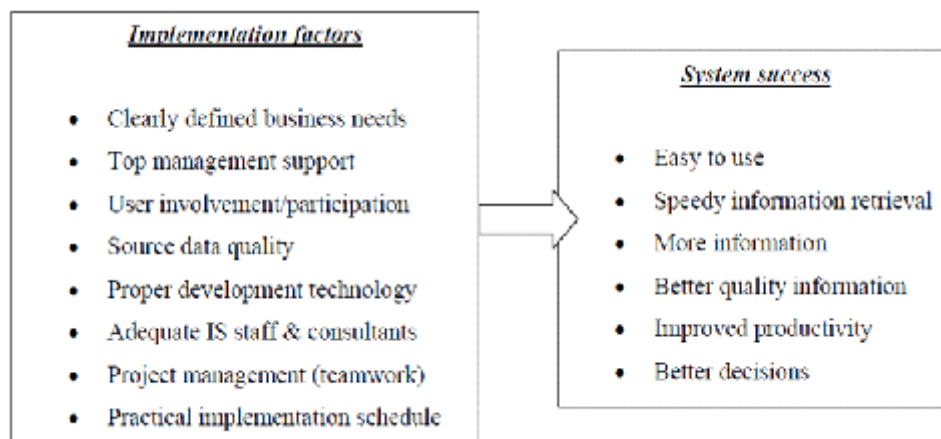 Implementation factors
• Clearly defined business needs
• Top management support
• User involvement/participation
• Source data quality
• Proper development technology
• Adequate IS staff & consultants
• Project management (teamwork)
• Practical implementation schedule
System success
• Easy to use
• Speedy information retrieval
• More information
• Better quality information
• Improved productivity
• Better decisions